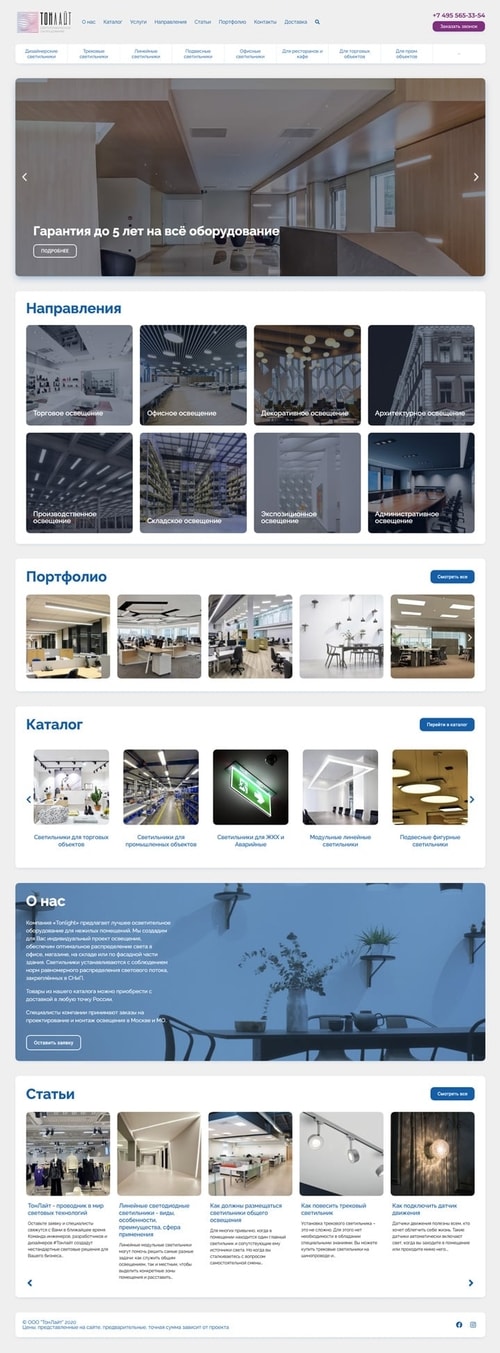 ТОНЛАЙТ
О нас Каталог Услуги Направления Статьи Портфолио Контакты Доставка
+7 495 565-33-54
Заказать звонок
Дизайнерские светильники
Трековые светильники
Линейные светильники
Подвесные светильники
Офисные светильники
Для ресторанов и кафе
Для торговых объектов
Для пром. объектов
Гарантия до 5 лет на всё оборудование
ПОДРОБНЕЕ
Направления
Торговое освещение
Офисное освещение
Декоративное освещение
Архитектурное освещение
Производственное
освещение
Складское освещение
Экспозиционное
освещение
Административное
освещение
Портфолио
Смотреть все
Каталог
Перейти в каталог
Светильники для торговых
объектов
Светильники для
промышленных объектов
Светильники для ЖКХ и
Аварийные
Модульные линейные
светильники
Подвесные фигурные
светильники
О нас
Компания «Tonlight» предлагает лучшее осветительное
оборудование для нежилых помещений. Мы создадим
для Вас индивидуальный проект освещения,
обеспечим оптимальное распределение света в
офисе, магазине, на складе или по фасадной части
здания. Светильники устанавливаются с соблюдением
норм равномерного распределения светового потока,
закреплённых в СНиП.
Товары из нашего каталога можно приобрести с
доставкой в любую точку России.
Специалисты компании принимают заказы на
проектирование и монтаж освещения в Москве и МО.
Оставить заявку
Статьи
Смотреть все
ТонЛайт - проводник в мир
световых технологий
Оставьте заявку и специалисты
свяжутся с Вами в ближайшее время
Команда инженеров, разработчиков и
дизайнеров #ТонЛайт создадут
нестандартные световые решения для
Вашего бизнеса..
Линейные светодиодные
светильники - виды,
особенности,
преимущества, сфера
применения
Линейные модульные светильники
могут помочь решить самые разные
задачи: как служить общим
освещением, так и местным, чтобы
выделить конкретные зоны
помещения и расставить..
Как должны размещаться
светильники общего
освещения
Для многих привычно, когда в
помещении находится один главный
светильник и сопутствующие ему
источники света. Но когда вы
сталкиваетесь с вопросом
самостоятельной смены..
Как повесить трековый
светильник
Установка трекового светильника –
это не сложно. Для этого нет
необходимости в обладании
специальными знаниями. Вы можете
купить трековые светильники на
шинопроводе и..
Как подключить датчик
движения
Датчики движения полезны всем, кто
хочет облегчить себе жизнь. Такие
датчики автоматически включают
свет, когда вы заходите в помещение
или проходите мимо него..
© ООО "ТонЛайт" 2020
Цены, представленные на сайте, предварительные, точная сумма зависит от проекта